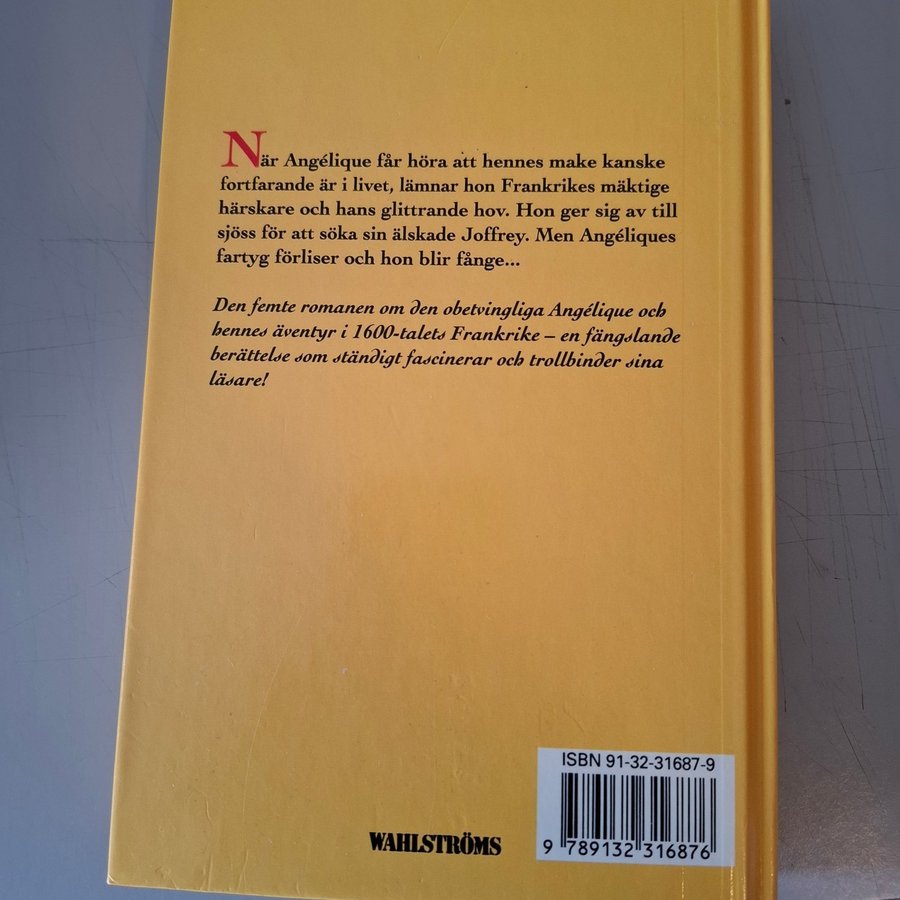 När Angélique får höra att hennes make kanske
fortfarande är i livet, lämnar hon Frankrikes mäktige
härskare och hans glittrande hov. Hon ger sig av till
sjöss för att söka sin älskade Joffrey. Men Angéliques
fartyg förliser och hon blir fånge...
Den femte romanen om den obetvingliga Angélique och
hennes äventyr i 1600-talets Frankrike – en fängslande
berättelse som ständigt fascinerar och trollbinder sina
läsare!
ISBN 91-32-31687-9
9 789132 316876
WAHLSTRÖMS